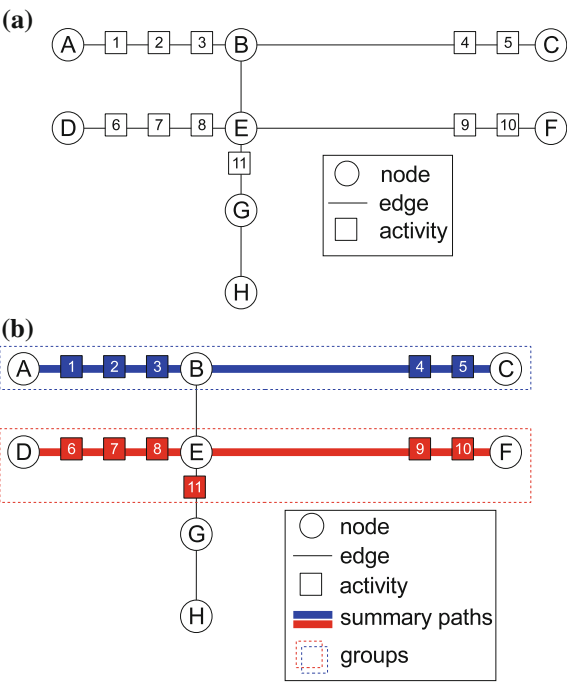 (a)
A 1 2 3 B 4 5 C
D 6 7 8 E 9 10 F
11
node
G edge
activity
H
(b)
A 1 2 3 B 4 5 C
D 6 7 8 E 9 10 F
11
node
G
edge
activity
H summary paths
groups